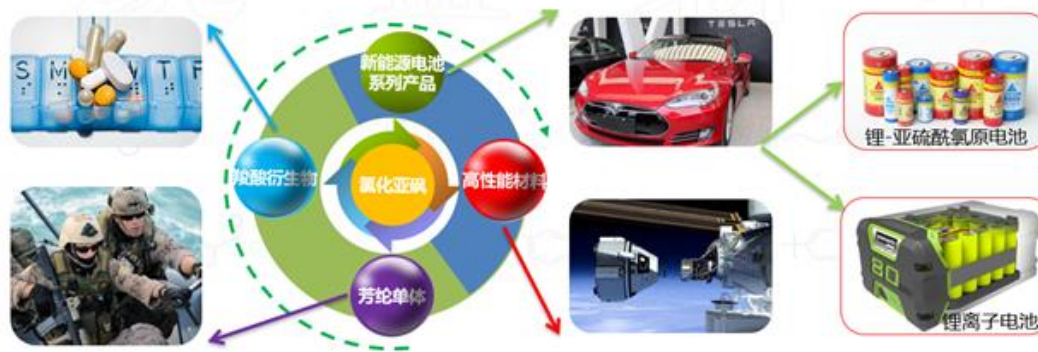 TESLA
S M W T F
新能源电池
系列产品
羧酸衍生物
氯化亚砜
高性能材料
芳纶单体
锂-亚硫酰氯原电池
锂离子电池